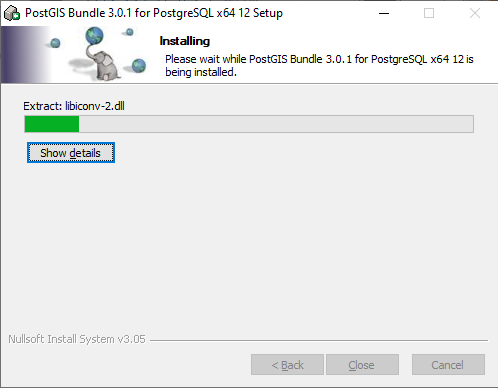 PostGIS Bundle 3.0.1 for PostgreSQL x64 12 Setup
Installing
Please wait while PostGIS Bundle 3.0.1 for PostgreSQL x64 12 is
being installed.
Extract: libiconv-2.dll
Show details
Nullsoft Install System v3.05
< Back
Close
Cancel